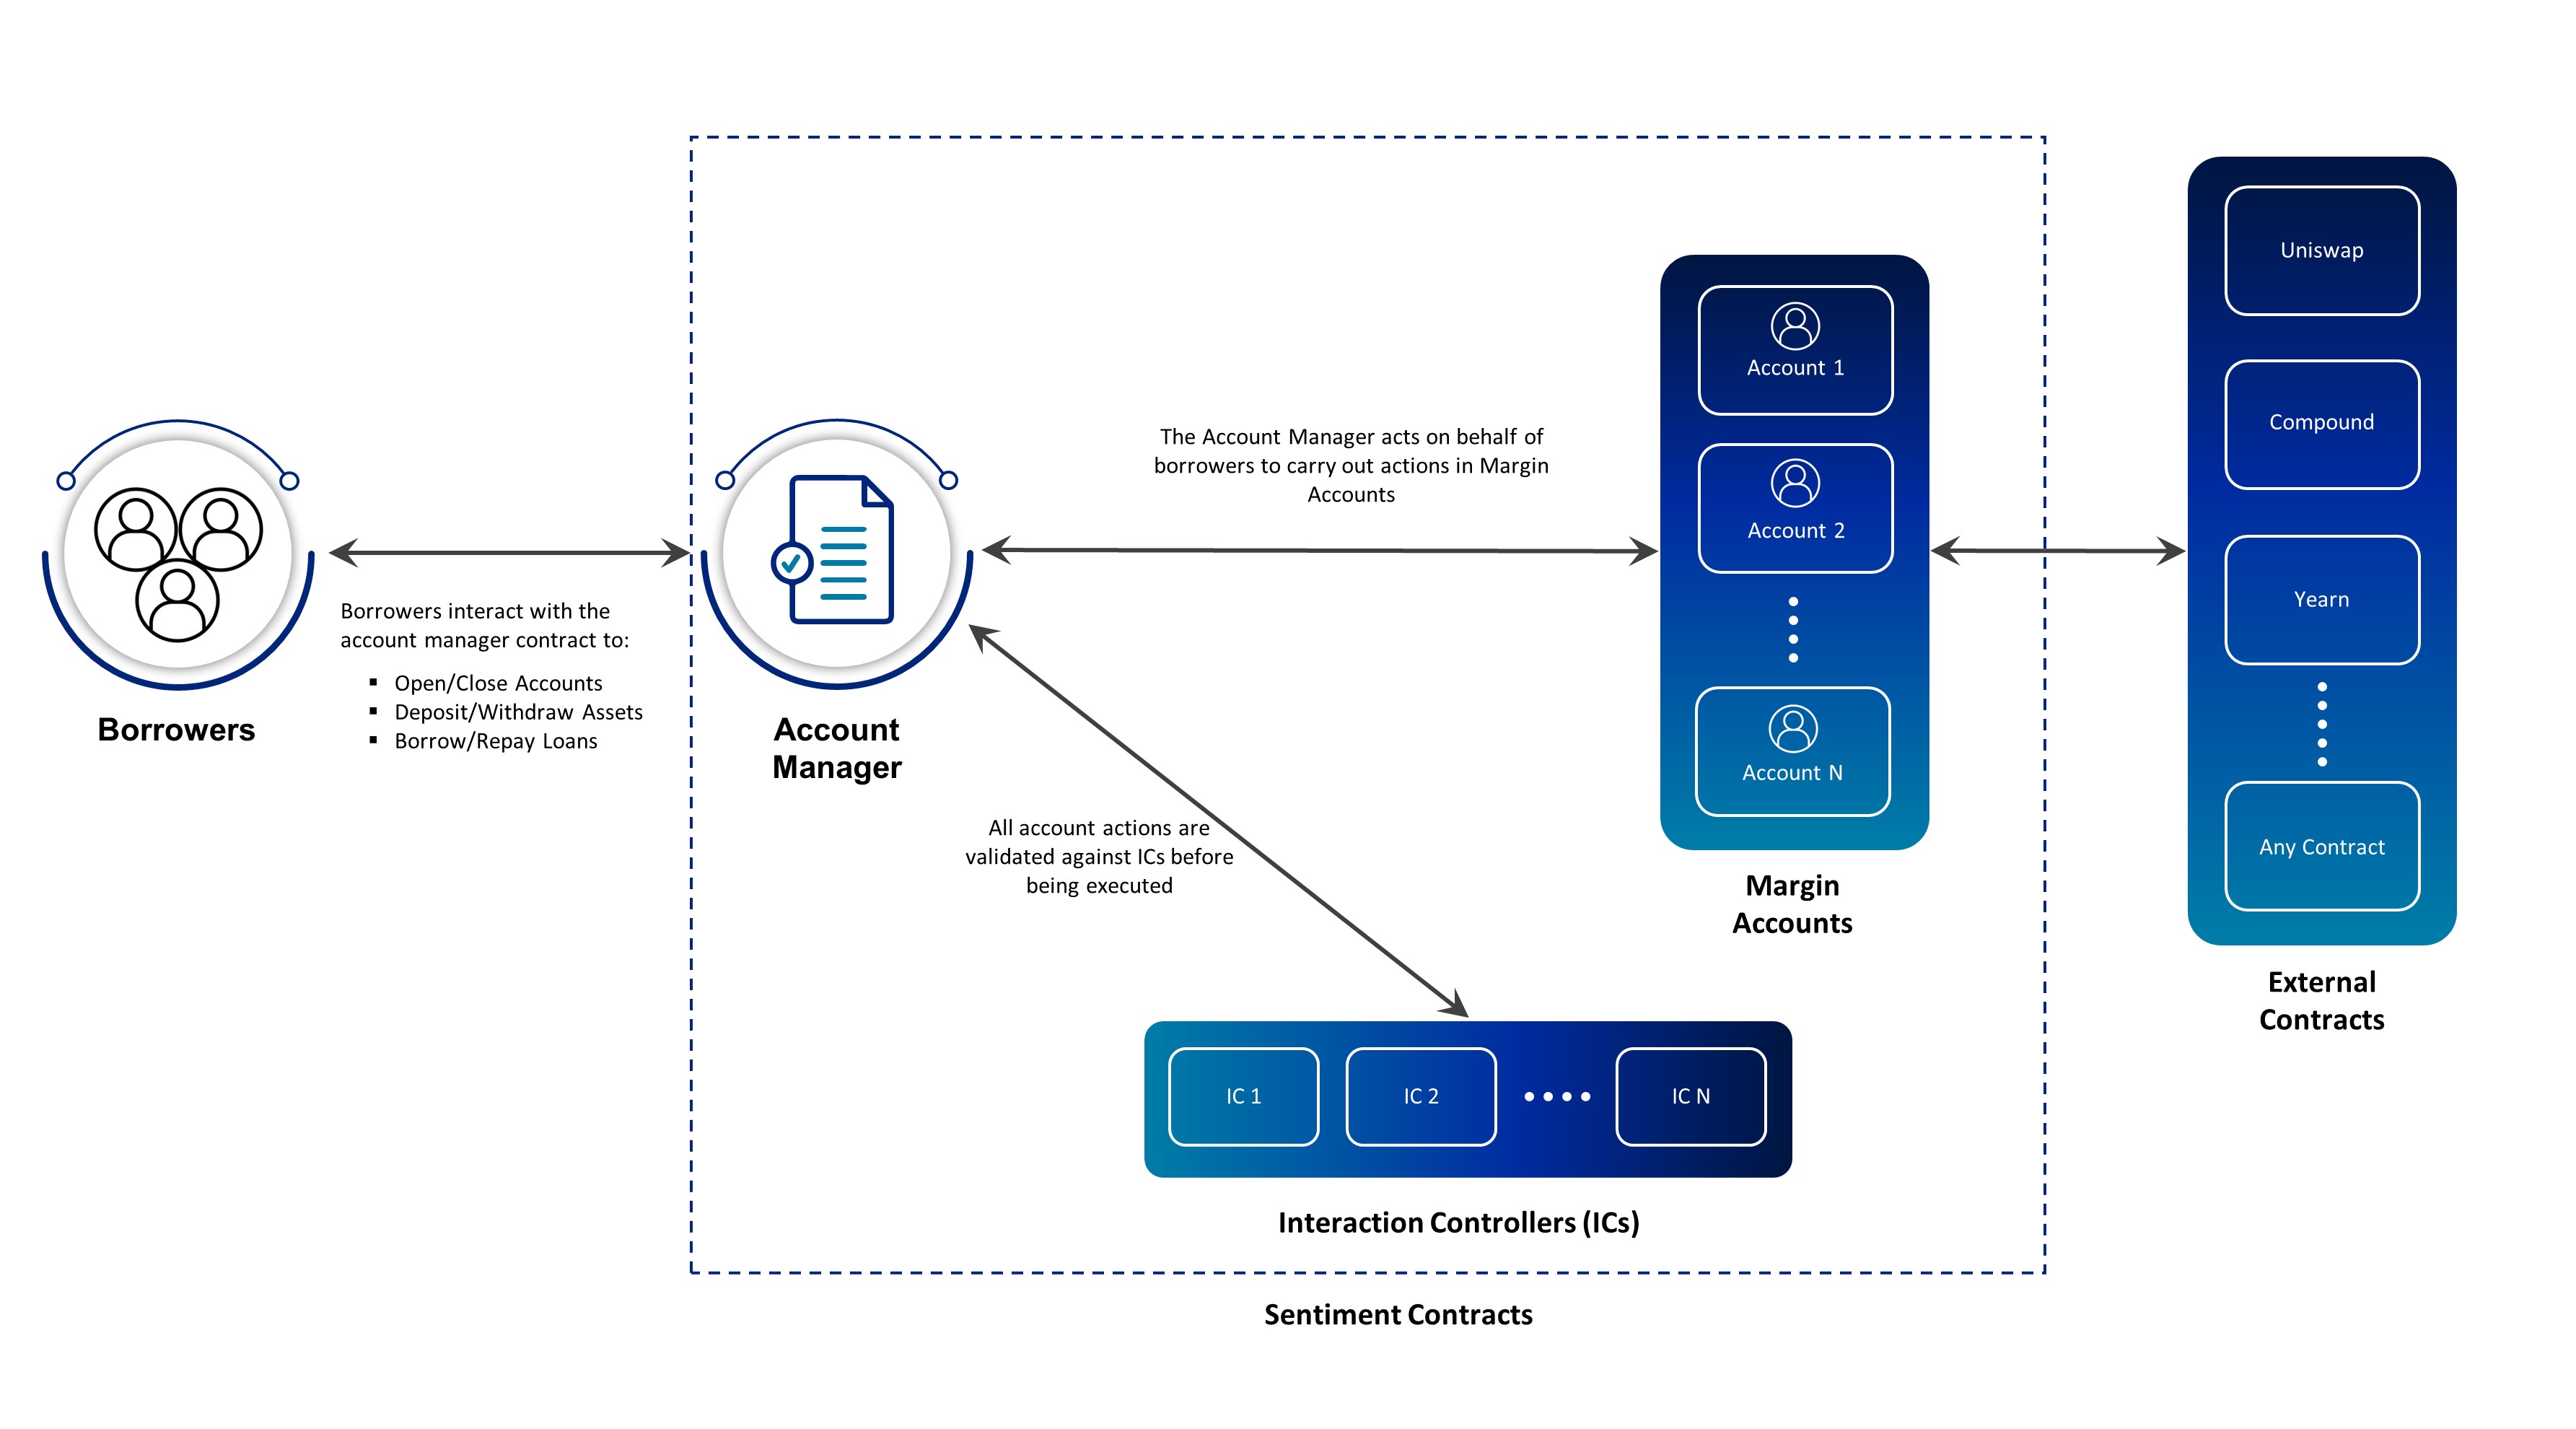 Borrowers
Borrowers interact with the
account manager contract to:
▪ Open/Close Accounts
▪ Deposit/Withdraw Assets
▪ Borrow/Repay Loans
Account
Manager
The Account Manager acts on behalf of
borrowers to carry out actions in Margin
Accounts
All account actions are
validated against ICs before
being executed
Account 1
Account 2
Account N
Margin
Accounts
IC 1
IC 2
IC N
Interaction Controllers (ICs)
Sentiment Contracts
Uniswap
Compound
Yearn
Any Contract
External
Contracts